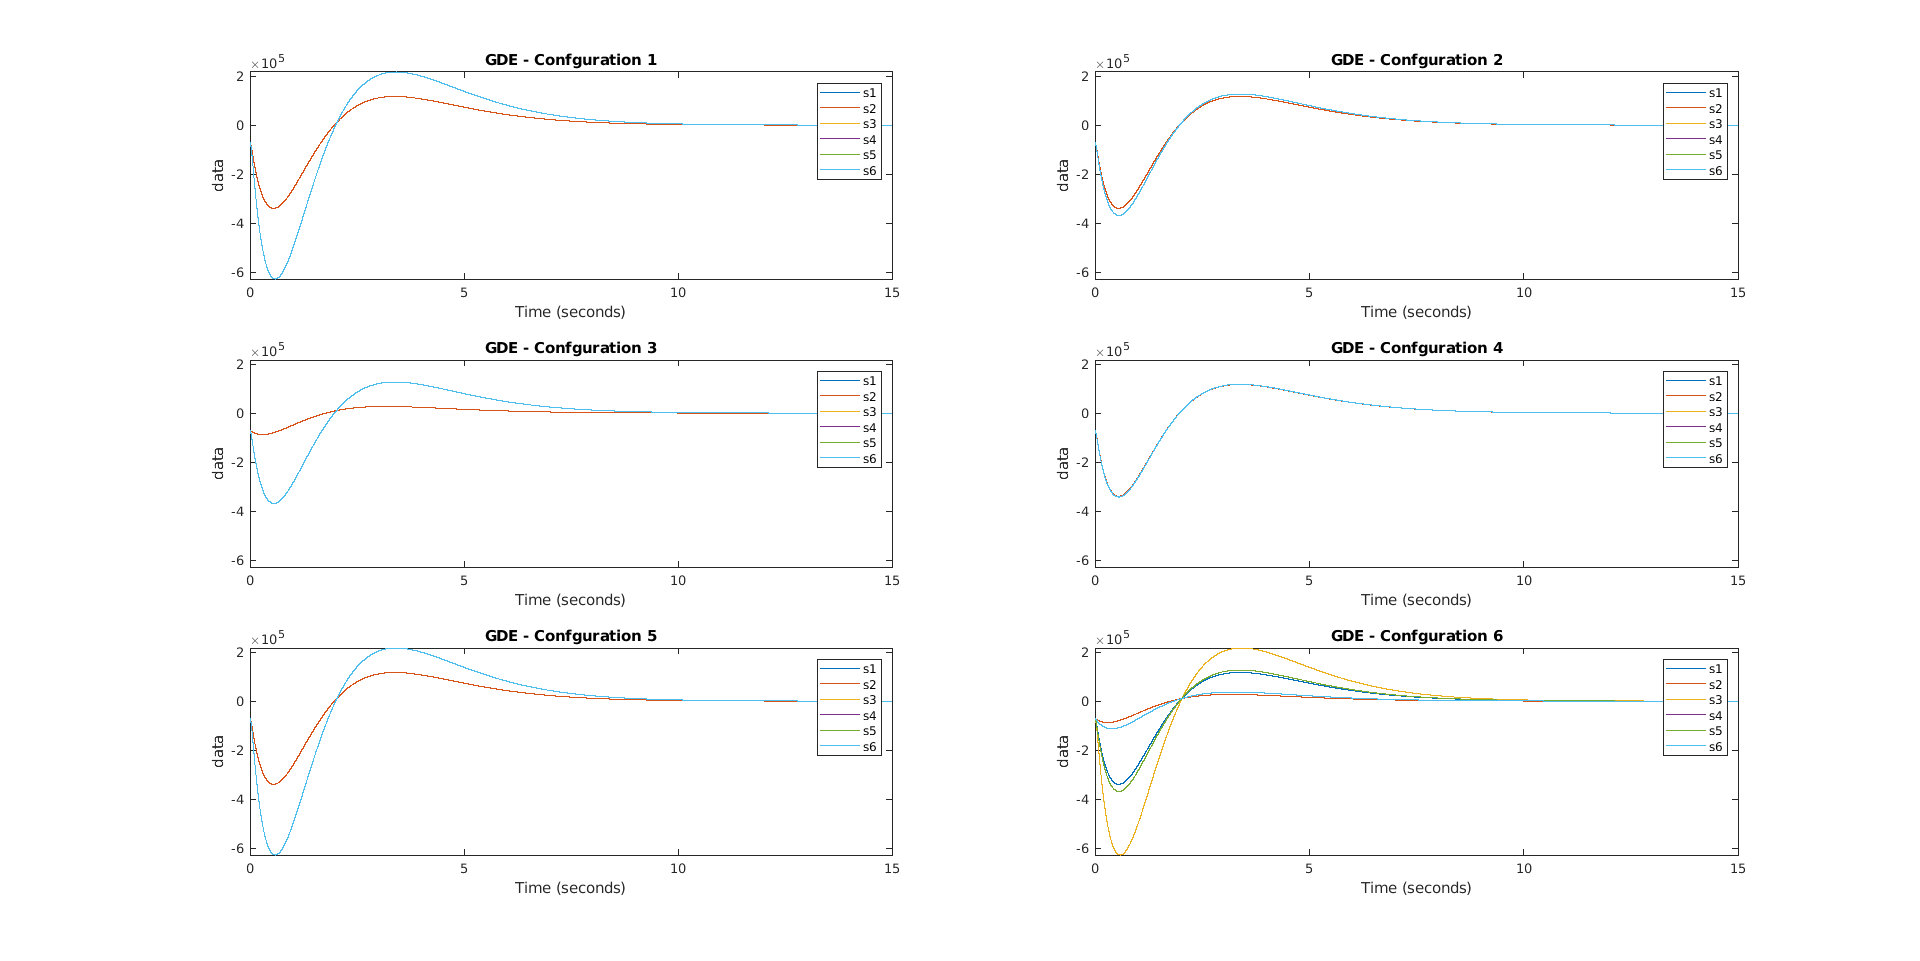 GDE - Confguration 1
×10^5
2
0
-2
-4
-6
data
0 5 10 15
Time (seconds)
s1
s2
s3
s4
s5
s6
GDE - Confguration 2
×10^5
2
0
-2
-4
-6
data
0 5 10 15
Time (seconds)
s1
s2
s3
s4
s5
s6
GDE - Confguration 3
×10^5
2
0
-2
-4
-6
data
0 5 10 15
Time (seconds)
s1
s2
s3
s4
s5
s6
GDE - Confguration 4
×10^5
2
0
-2
-4
-6
data
0 5 10 15
Time (seconds)
s1
s2
s3
s4
s5
s6
GDE - Confguration 5
×10^5
2
0
-2
-4
-6
data
0 5 10 15
Time (seconds)
s1
s2
s3
s4
s5
s6
GDE - Confguration 6
×10^5
2
0
-2
-4
-6
data
0 5 10 15
Time (seconds)
s1
s2
s3
s4
s5
s6